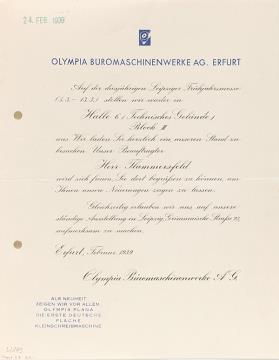 24. FEB. 1939
OLYMPIA BÜROMASCHINENWERKE AG. ERFURT
Auf der diesjährigen Leipziger Frühjahrsmesse
(5.3. - 13.3.) stellen wir wieder in
Halle 6 (Technisches Gelände)
Block II
aus. Wir laden Sie herzlich ein, unseren Stand zu
besuchen. Unser Beauftragter
Herr Flammersfeld
wird sich freuen, Sie dort begrüßen zu können, um
Ihnen unsere Neuerungen zeigen zu lassen.
Gleichzeitig erlauben wir uns auf unsere
ständige Ausstellung in Leipzig, Grimmaische Straße
aufmerksam zu machen.
Erfurt, Februar 1939
Olympia Büromaschinenwerke A.G.
ALS NEUHEIT
ZEIGEN WIR VOR ALLEM
OLYMPIA PLANA
DIE ERSTE DEUTSCHE
FLACHE
KLEINSCHREIBMASCHINE